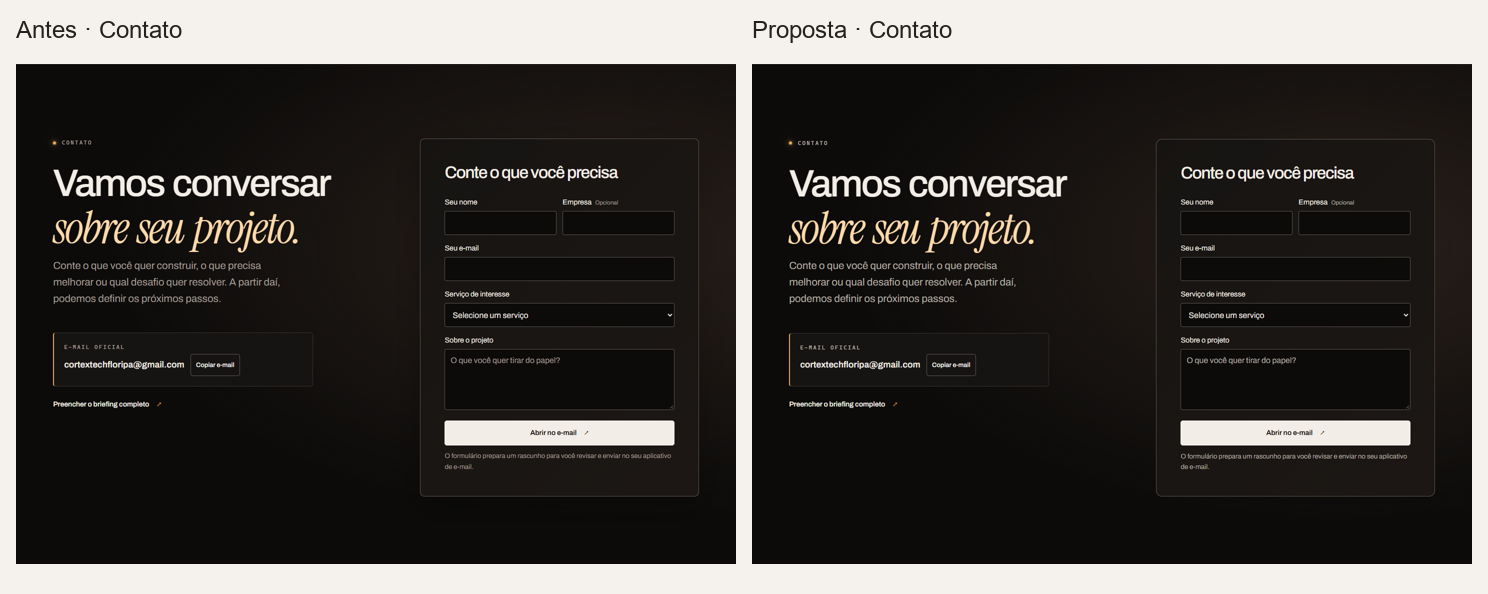 Antes · Contato
CONTATO
Vamos conversar
sobre seu projeto.
Conte o que você quer construir, o que precisa
melhorar ou qual desafio quer resolver. A partir daí,
podemos definir os próximos passos.
E-MAIL OFICIAL
cortextechfloripa@gmail.com Copiar e-mail
Preencher o briefing completo ↗
Conte o que você precisa
Seu nome Empresa Opcional
Seu e-mail
Serviço de interesse
Selecione um serviço
Sobre o projeto
O que você quer tirar do papel?
Abrir no e-mail ↗
O formulário prepara um rascunho para você revisar e enviar no seu aplicativo
de e-mail.
Proposta · Contato
CONTATO
Vamos conversar
sobre seu projeto.
Conte o que você quer construir, o que precisa
melhorar ou qual desafio quer resolver. A partir daí,
podemos definir os próximos passos.
E-MAIL OFICIAL
cortextechfloripa@gmail.com Copiar e-mail
Preencher o briefing completo ↗
Conte o que você precisa
Seu nome Empresa Opcional
Seu e-mail
Serviço de interesse
Selecione um serviço
Sobre o projeto
O que você quer tirar do papel?
Abrir no e-mail ↗
O formulário prepara um rascunho para você revisar e enviar no seu aplicativo
de e-mail.